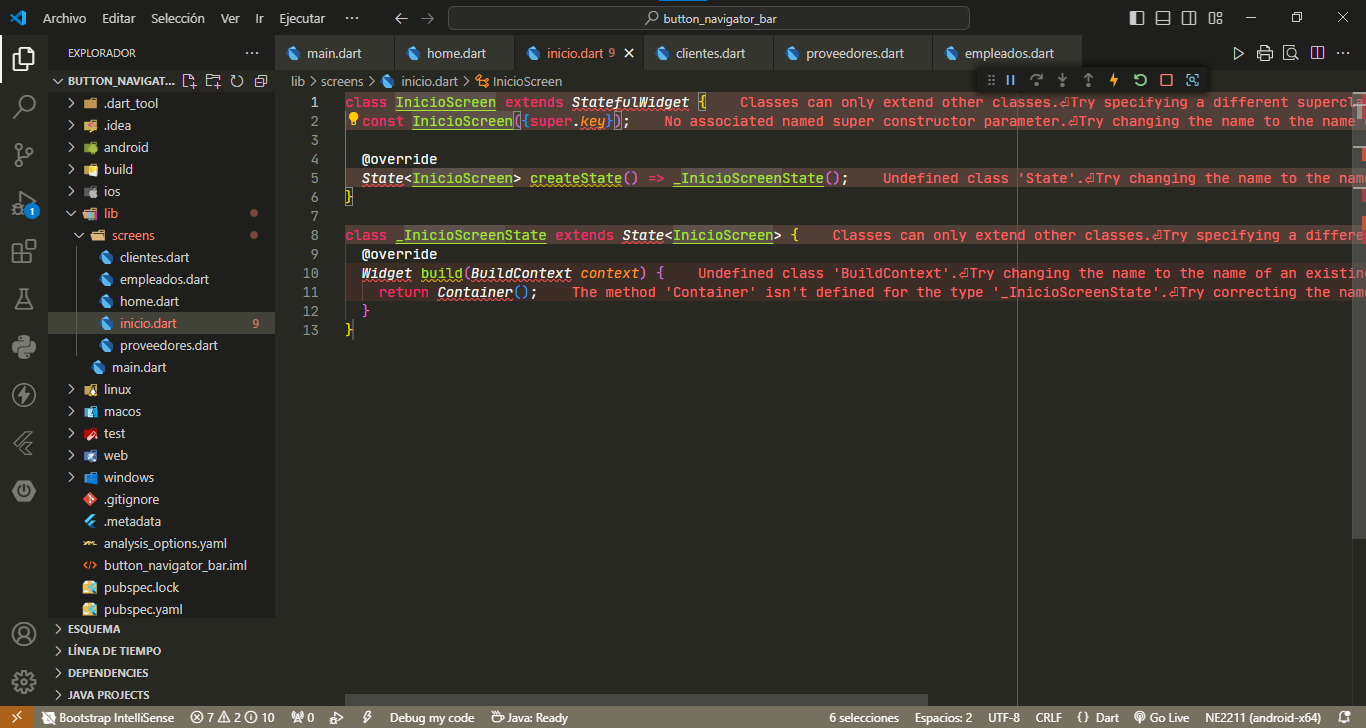 Archivo Editar Selección Ver Ir Ejecutar ··· button_navigator_bar
EXPLORADOR ···
main.dart home.dart inicio.dart 9 clientes.dart proveedores.dart empleados.dart
BUTTON_NAVIGAT...
lib > screens > inicio.dart > InicioScreen
.dart_tool
.idea
android
build
ios
lib
screens
clientes.dart
empleados.dart
home.dart
inicio.dart 9
proveedores.dart
main.dart
linux
macos
test
web
windows
.gitignore
.metadata
analysis_options.yaml
button_navigator_bar.iml
pubspec.lock
pubspec.yaml
ESQUEMA
LÍNEA DE TIEMPO
DEPENDENCIES
JAVA PROJECTS
1
1 class InicioScreen extends StatefulWidget { Classes can only extend other classes.⏎Try specifying a different supercla
2 const InicioScreen({super.key}); No associated named super constructor parameter.⏎Try changing the name to the name
3
4 @override
5 State<InicioScreen> createState() => _InicioScreenState(); Undefined class 'State'.⏎Try changing the name to the nam
6 }
7
8 class _InicioScreenState extends State<InicioScreen> { Classes can only extend other classes.⏎Try specifying a differe
9 @override
10 Widget build(BuildContext context) { Undefined class 'BuildContext'.⏎Try changing the name to the name of an existin
11 return Container(); The method 'Container' isn't defined for the type '_InicioScreenState'.⏎Try correcting the nam
12 }
13 }
Bootstrap IntelliSense 7 2 10 0 Debug my code Java: Ready 6 selecciones Espacios: 2 UTF-8 CRLF {} Dart Go Live NE2211 (android-x64)